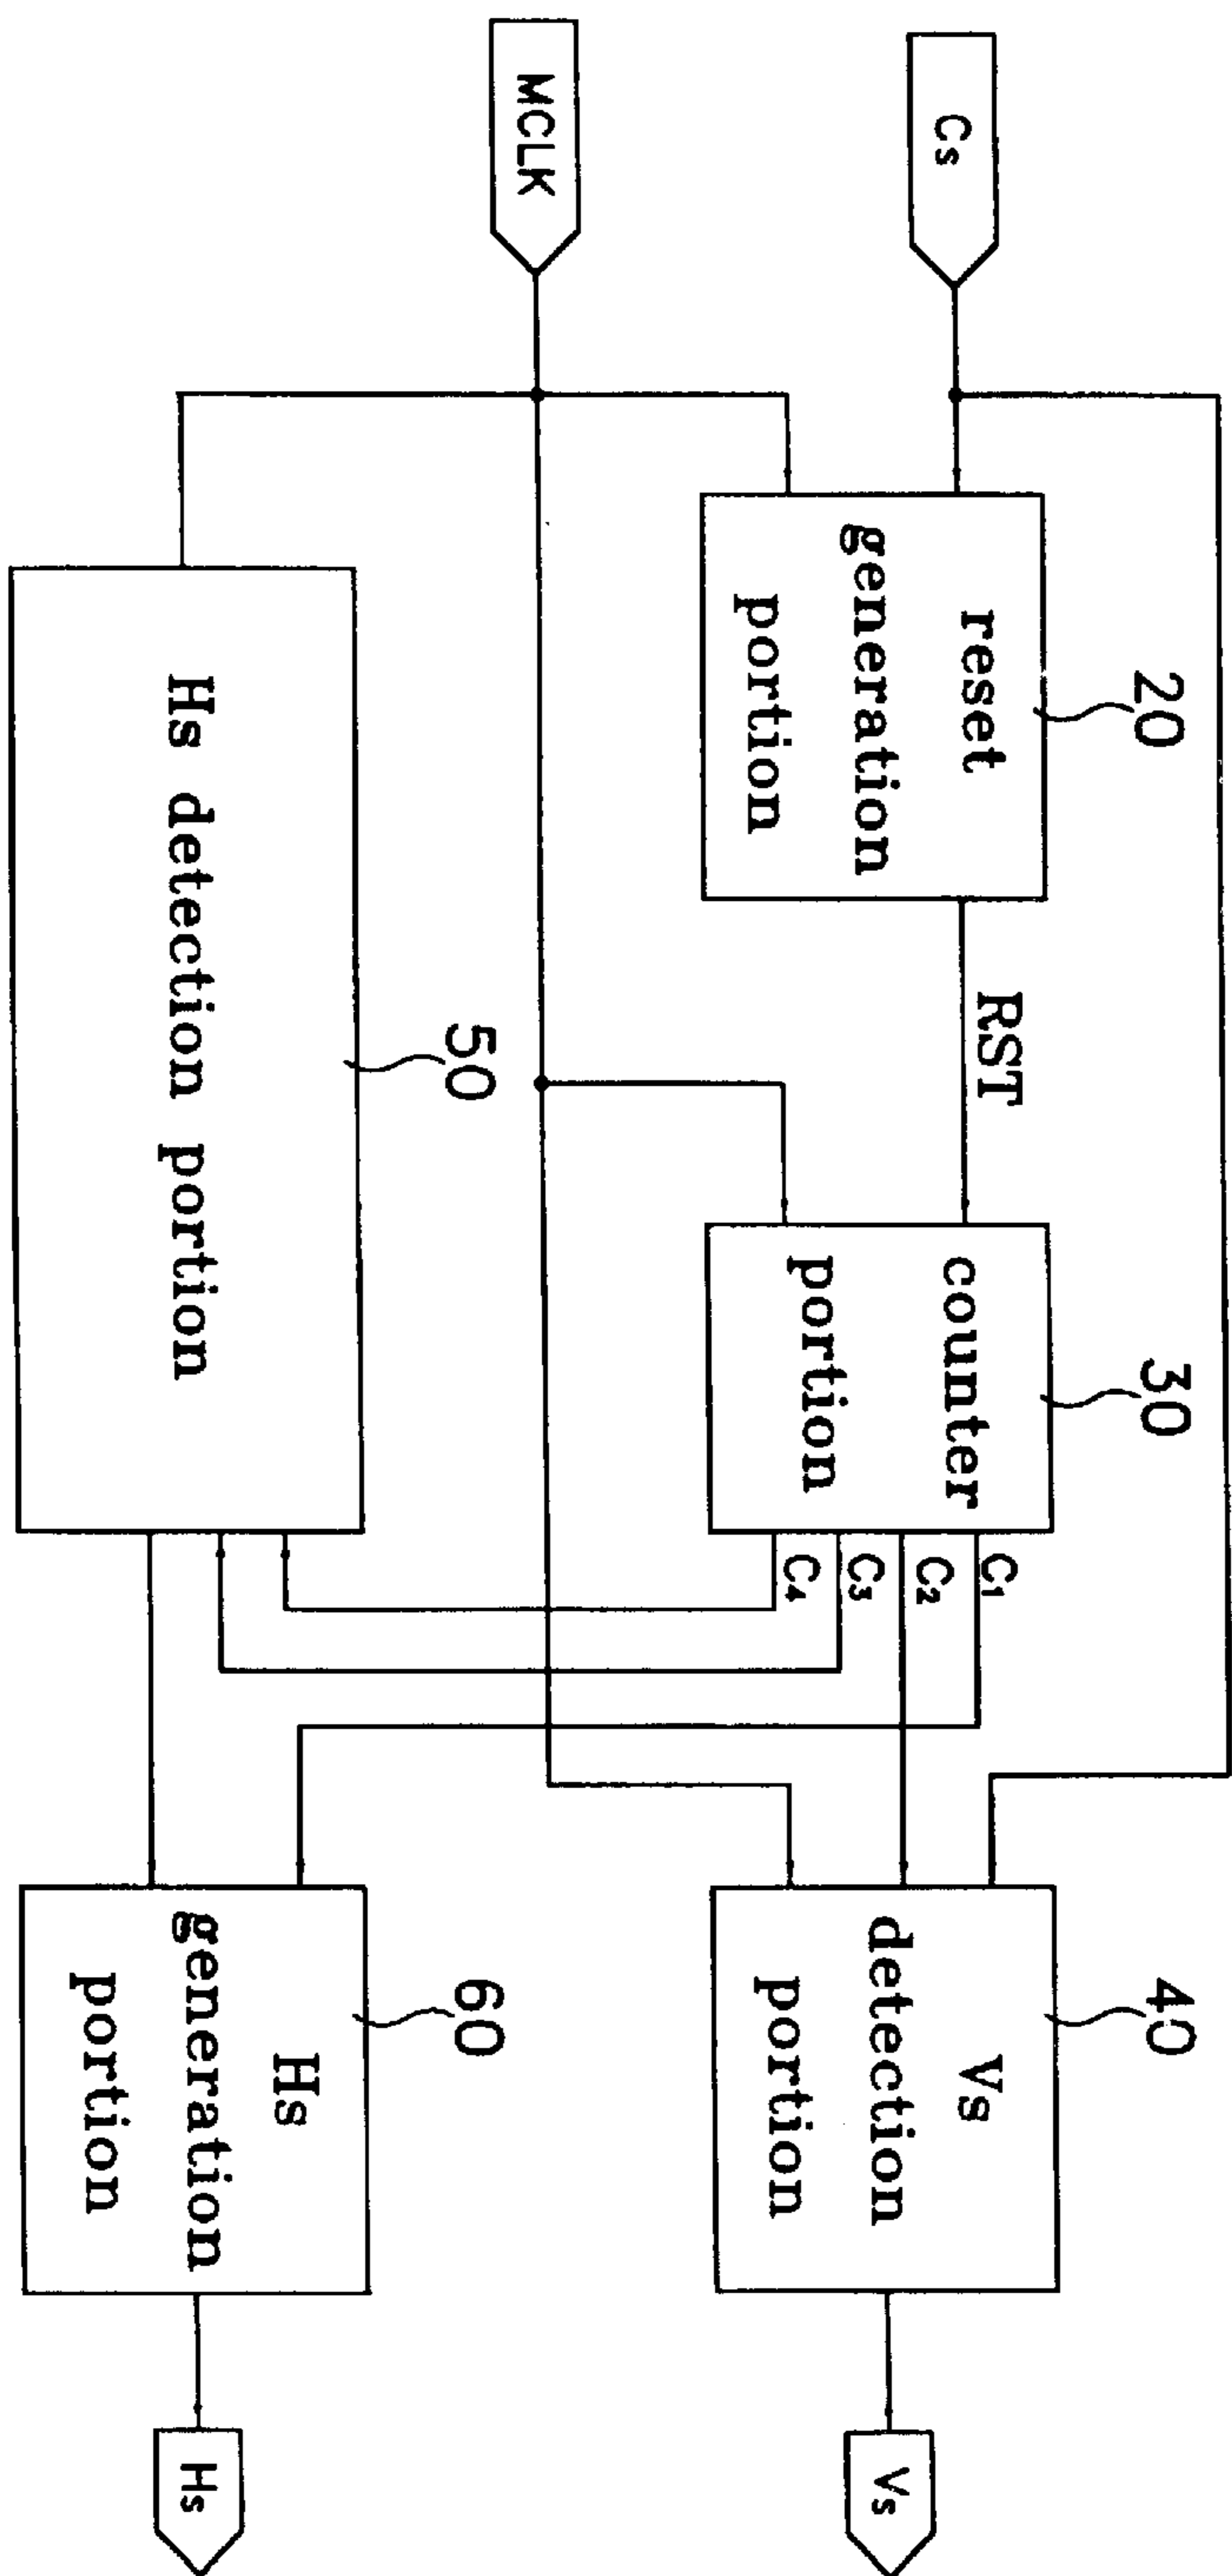 Cs
MCLK
20
reset
generation
portion
RST
30
counter
portion
C₁
C₂
C₃
C₄
40
Vs
detection
portion
Vs
50
Hs detection portion
60
Hs
generation
portion
Hs